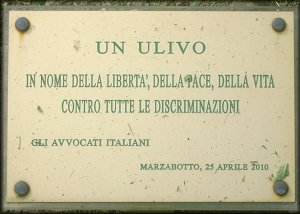 UN ULIVO
IN NOME DELLA LIBERTA', DELLA PACE, DELLA VITA
CONTRO TUTTE LE DISCRIMINAZIONI
GLI AVVOCATI ITALIANI
MARZABOTTO, 25 APRILE 2010